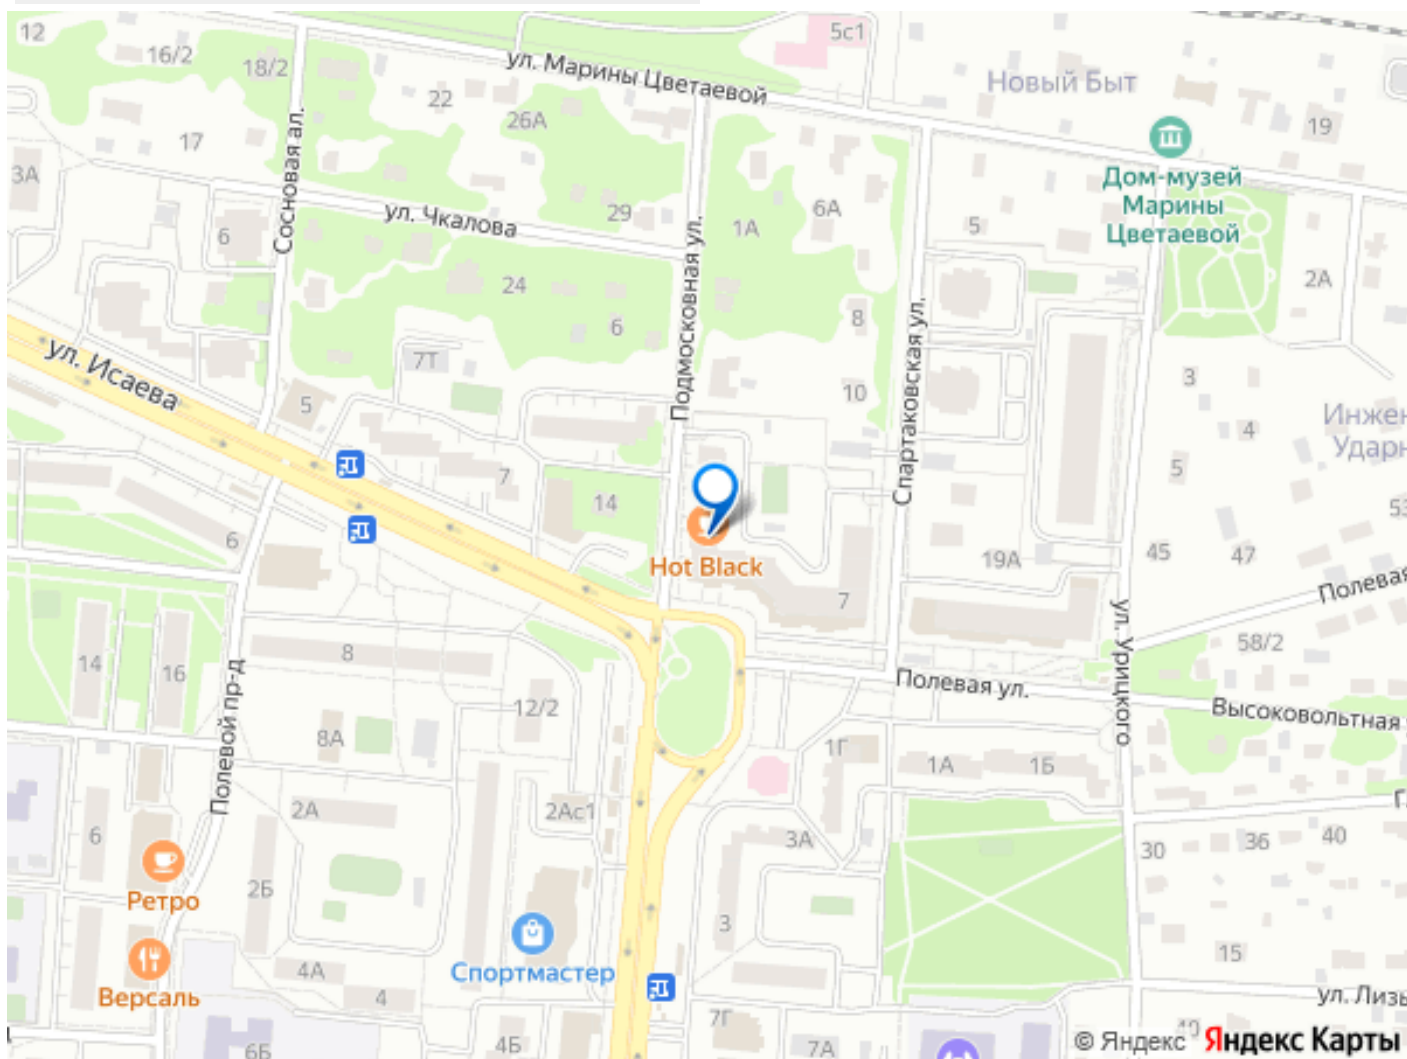 12
16/2
18/2
5с1
ул. Марины Цветаевой
Новый Быт
22
26А
19
17
3А
Сосновая ал.
Дом-музей
Марины
Цветаевой
29
6А
ул. Чкалова
1А
5
6
2А
24
Подмосковная ул.
6
8
Спартаковская ул.
ул. Исаева
7Т
3
10
5
4
Инжен
Ударн
7
5
14
53
6
45
47
19А
Hot Black
Полевая
7
ул. Урицкого
58/2
14
16
8
Полевая ул.
Высоковольтная
Полевой пр-д
12/2
8А
1Г
1А
1Б
2А
2Ас1
6
3А
30
36
40
Ретро
2Б
3
15
Спортмастер
4А
4
Версаль
ул. Лизы
7Г
4Б
6Б
7А
© Яндекс Яндекс Карты